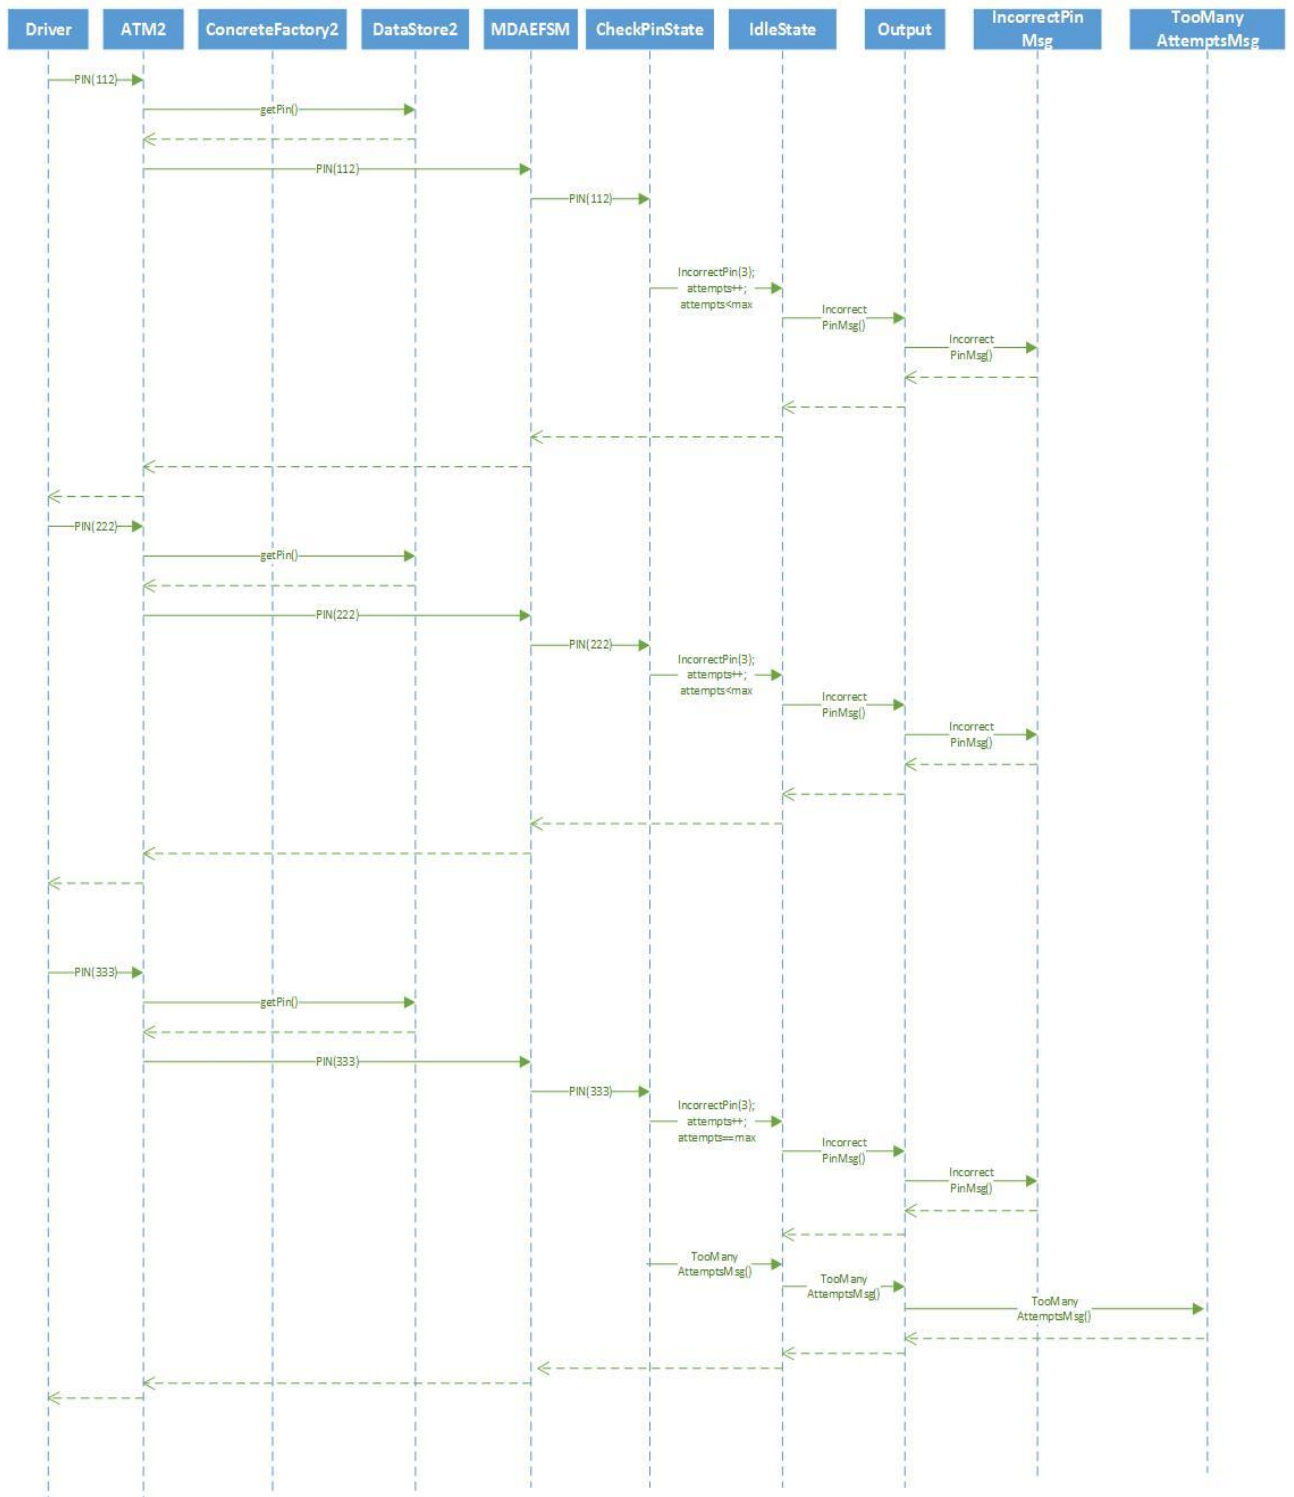 Driver
ATM2
ConcreteFactory2
DataStore2
MDAEFSM
CheckPinState
IdleState
Output
IncorrectPin
Msg
TooMany
AttemptsMsg
PIN(112)
getPin()
PIN(112)
PIN(112)
IncorrectPin(3);
attempts++;
attempts<max
Incorrect
PinMsg()
Incorrect
PinMsg()
PIN(222)
getPin()
PIN(222)
PIN(222)
IncorrectPin(3);
attempts++;
attempts<max
Incorrect
PinMsg()
Incorrect
PinMsg()
PIN(333)
getPin()
PIN(333)
PIN(333)
IncorrectPin(3);
attempts++;
attempts==max
Incorrect
PinMsg()
Incorrect
PinMsg()
TooMany
AttemptsMsg()
TooMany
AttemptsMsg()
TooMany
AttemptsMsg()